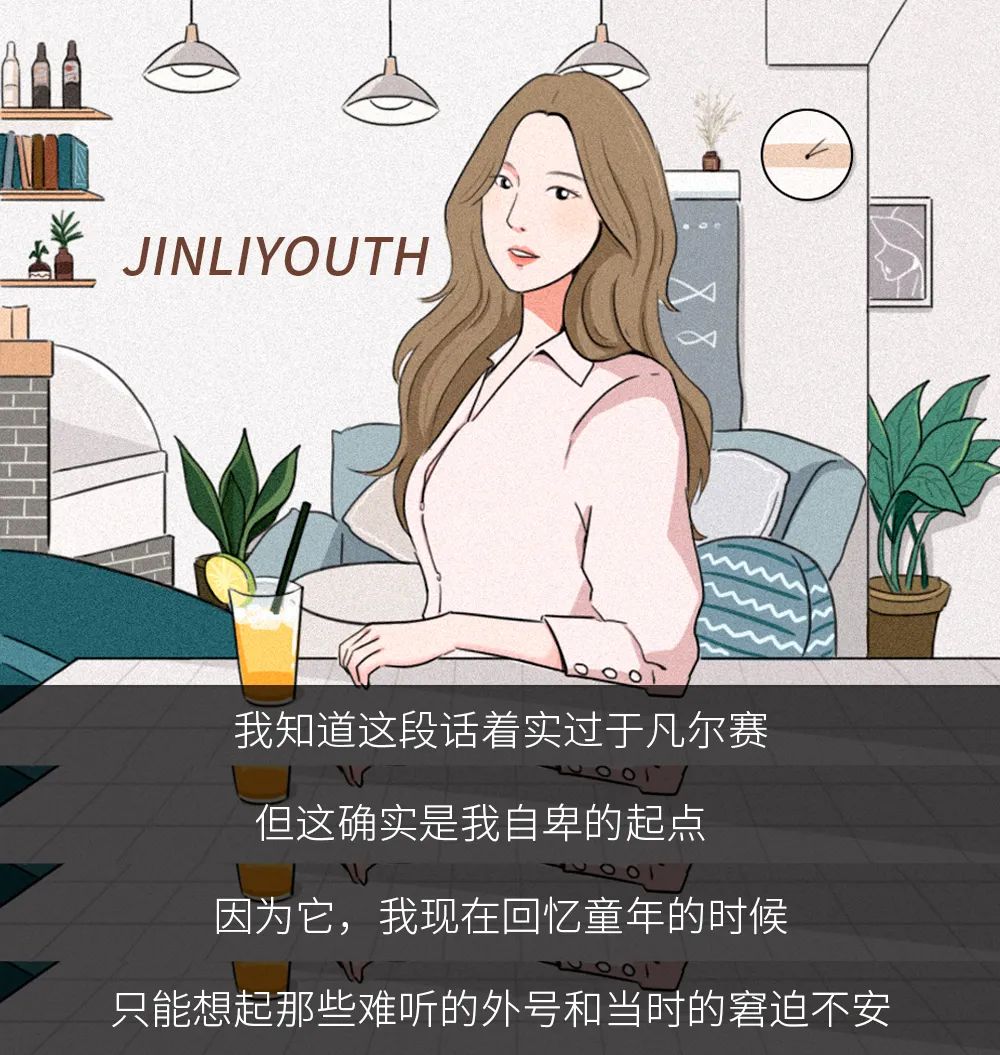 JINLIYOUTH
我知道这段话着实过于凡尔赛
但这确实是我自卑的起点
因为它，我现在回忆童年的时候
只能想起那些难听的外号和当时的窘迫不安